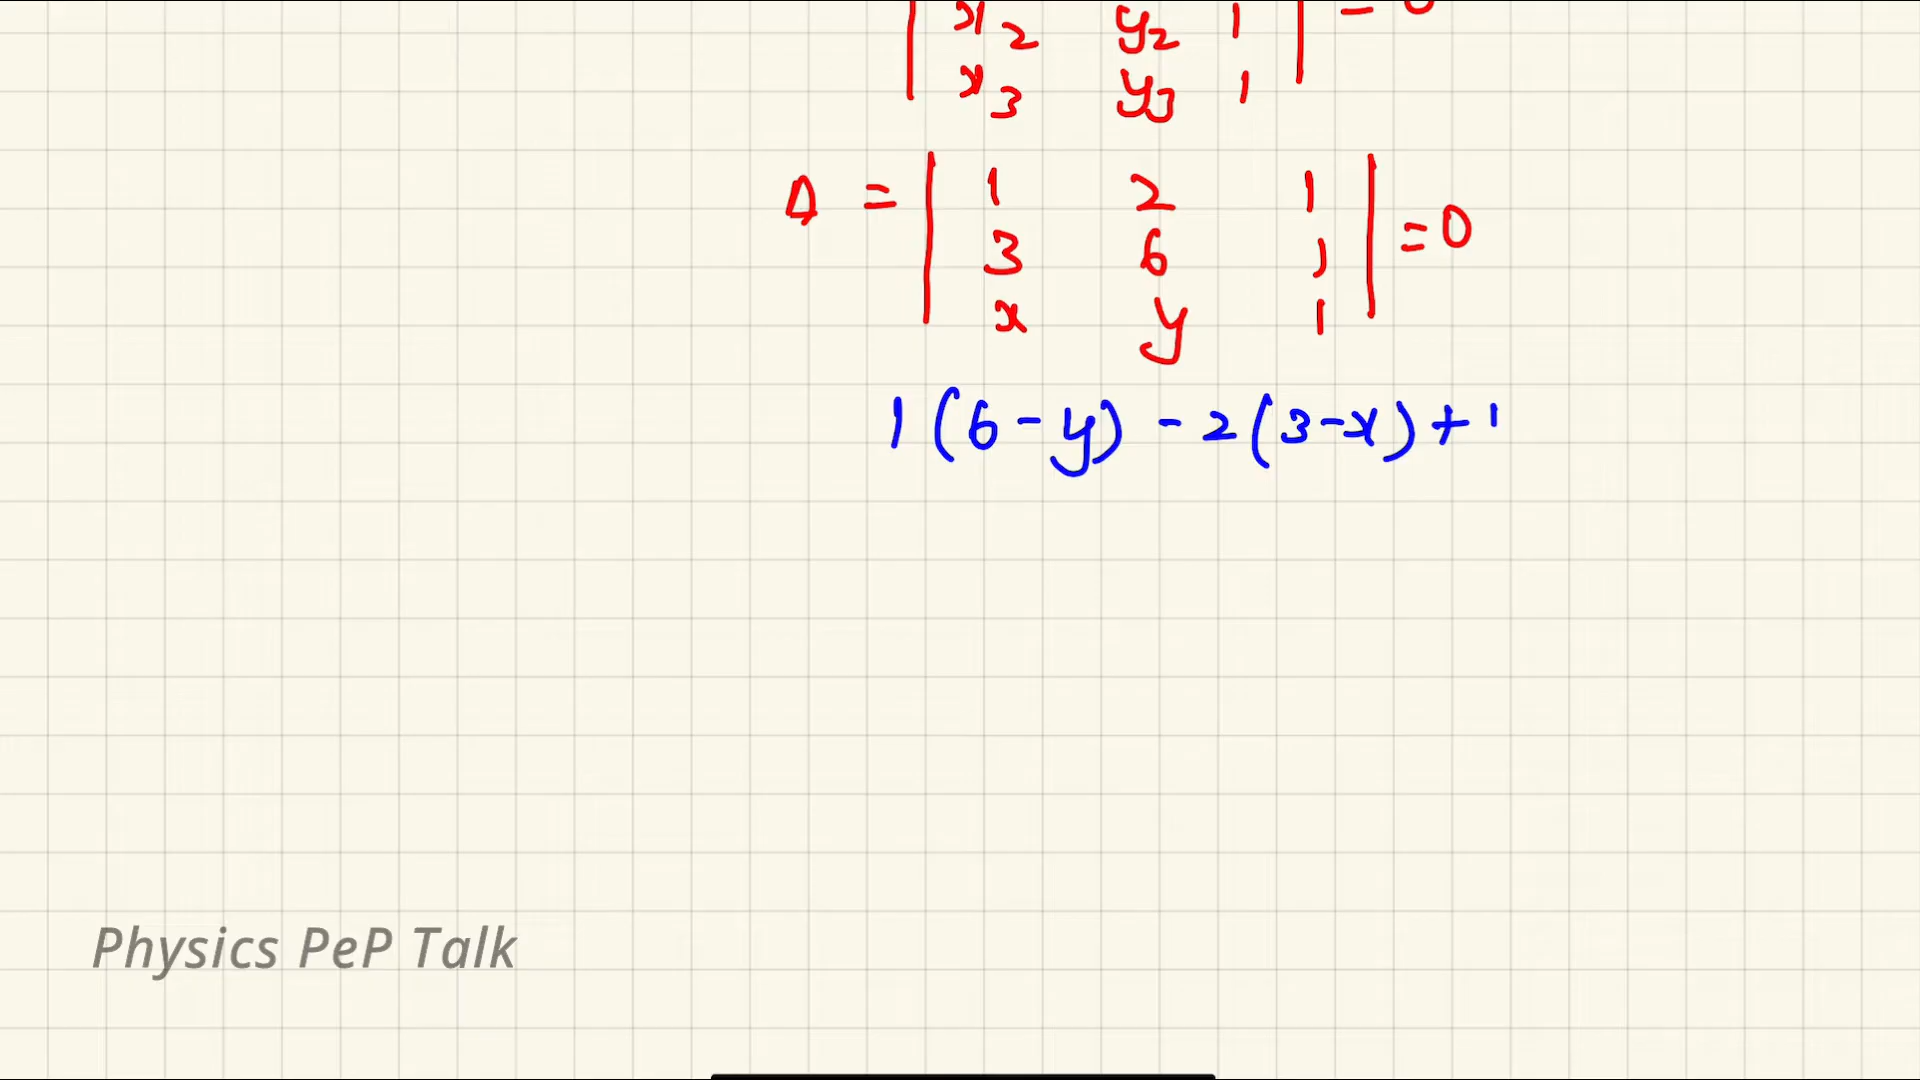 | x₂ y₂ 1 | = 0
| x₃ y₃ 1 |
Δ = | 1 2 1 | = 0
| 3 6 1 |
| x y 1 |
1(6-y) - 2(3-x) + 1
Physics PeP Talk